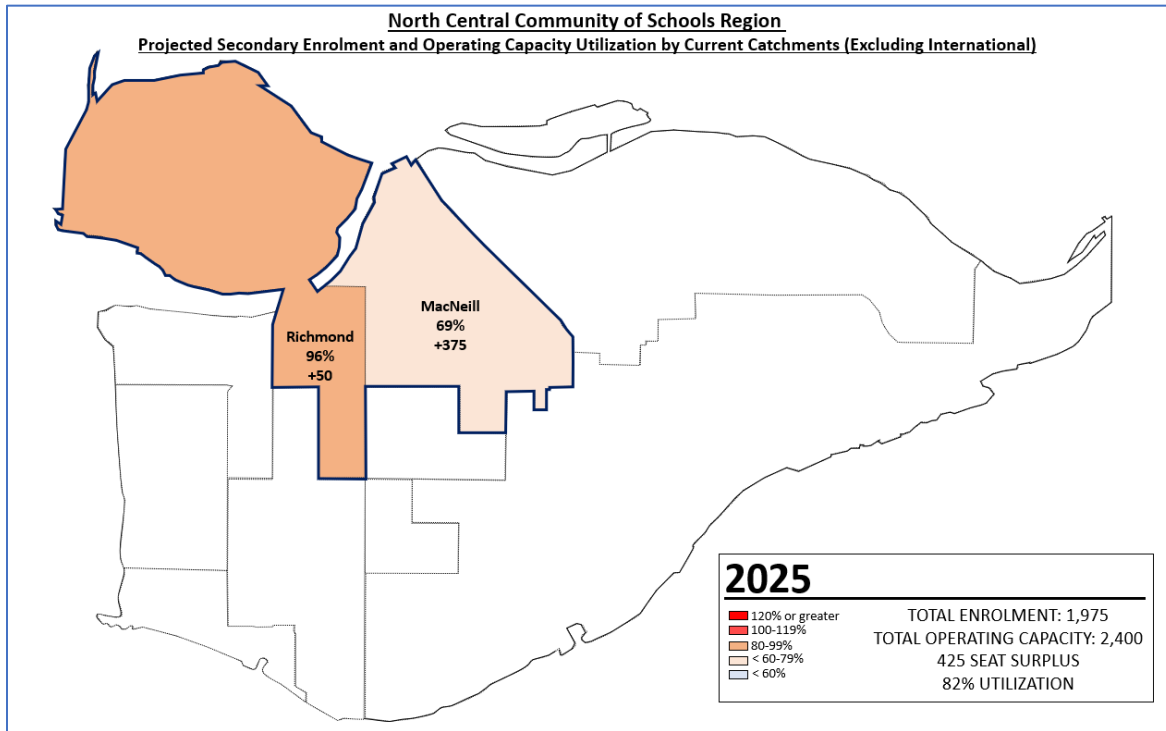 North Central Community of Schools Region
Projected Secondary Enrolment and Operating Capacity Utilization by Current Catchments (Excluding International)
MacNeill
69%
+375
Richmond
96%
+50
2025
120% or greater
100-119%
80-99%
< 60-79%
< 60%
TOTAL ENROLMENT: 1,975
TOTAL OPERATING CAPACITY: 2,400
425 SEAT SURPLUS
82% UTILIZATION